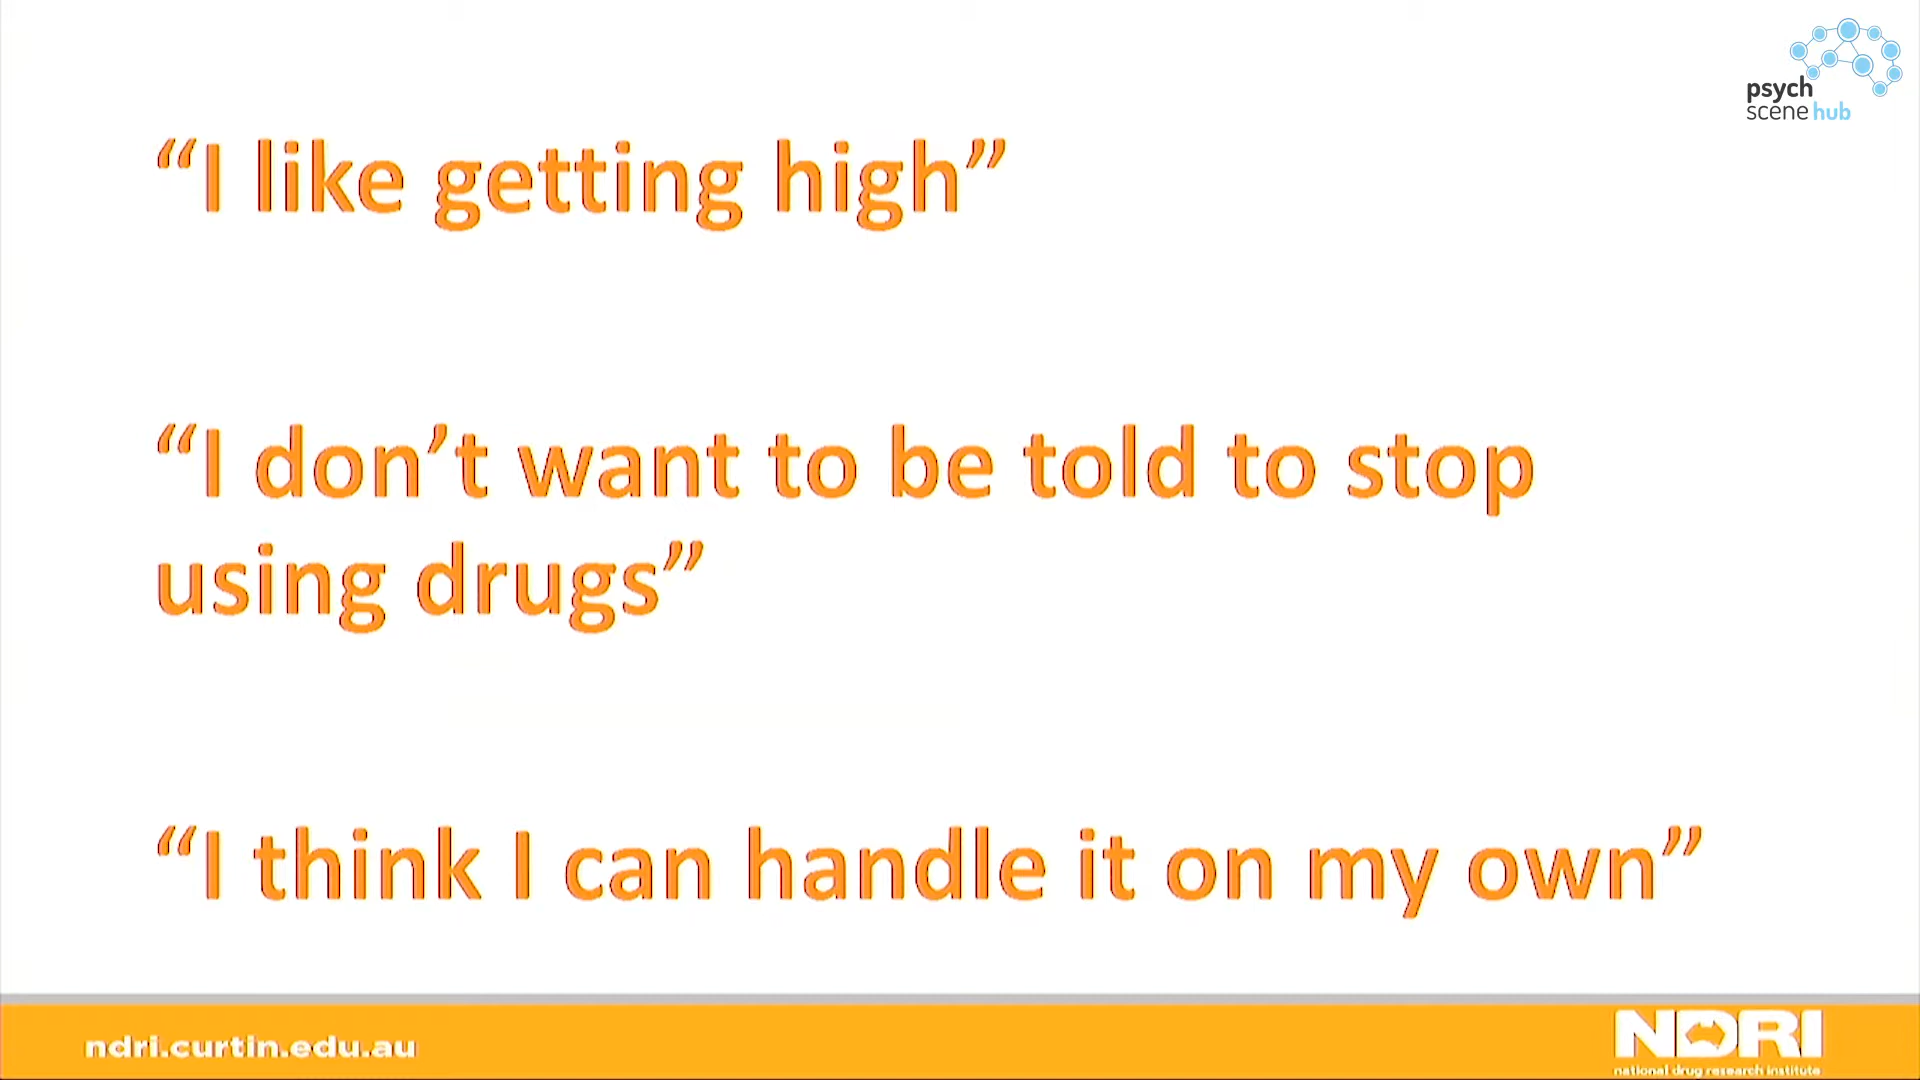 psych
scene hub
“I like getting high”
“I don’t want to be told to stop
using drugs”
“I think I can handle it on my own”
ndri.curtin.edu.au
NDRI
national drug research institute